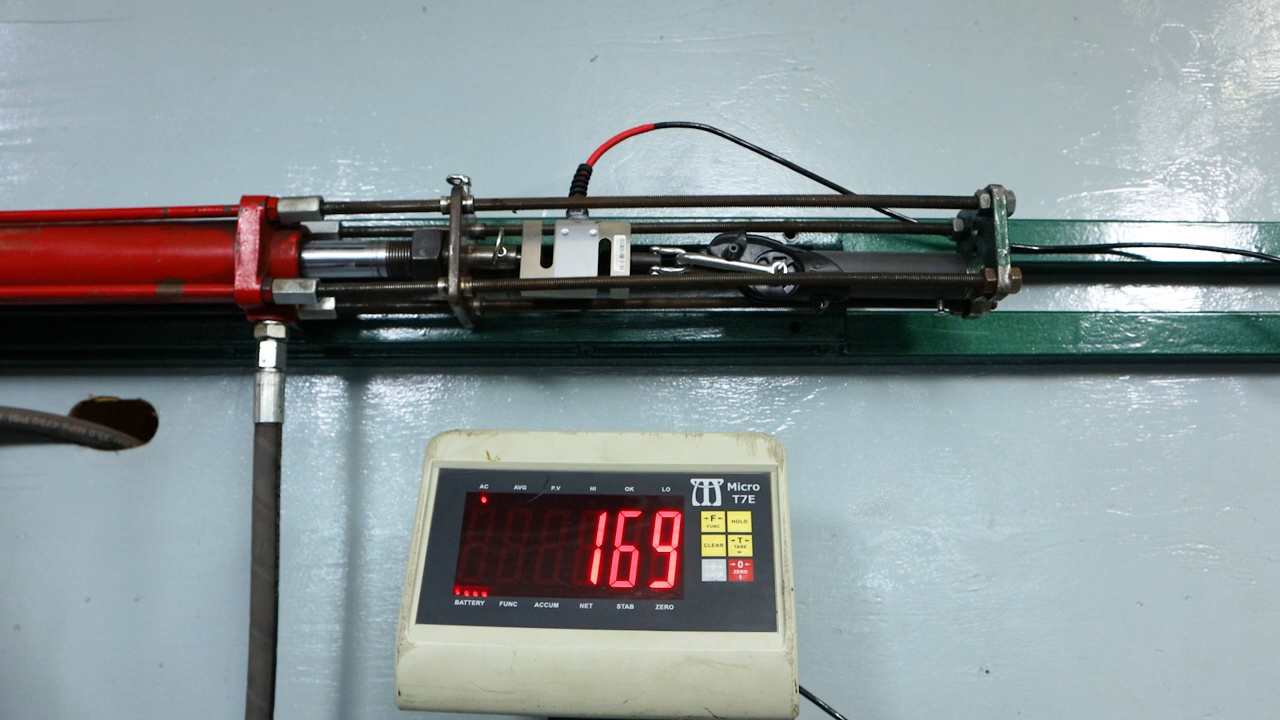 AC AVG P.V HI OK LO
Micro
T7E
169
F
FUNC
HOLD
CLEAR
T
TARE
0
ZERO
BATTERY FUNC ACCUM NET STAB ZERO